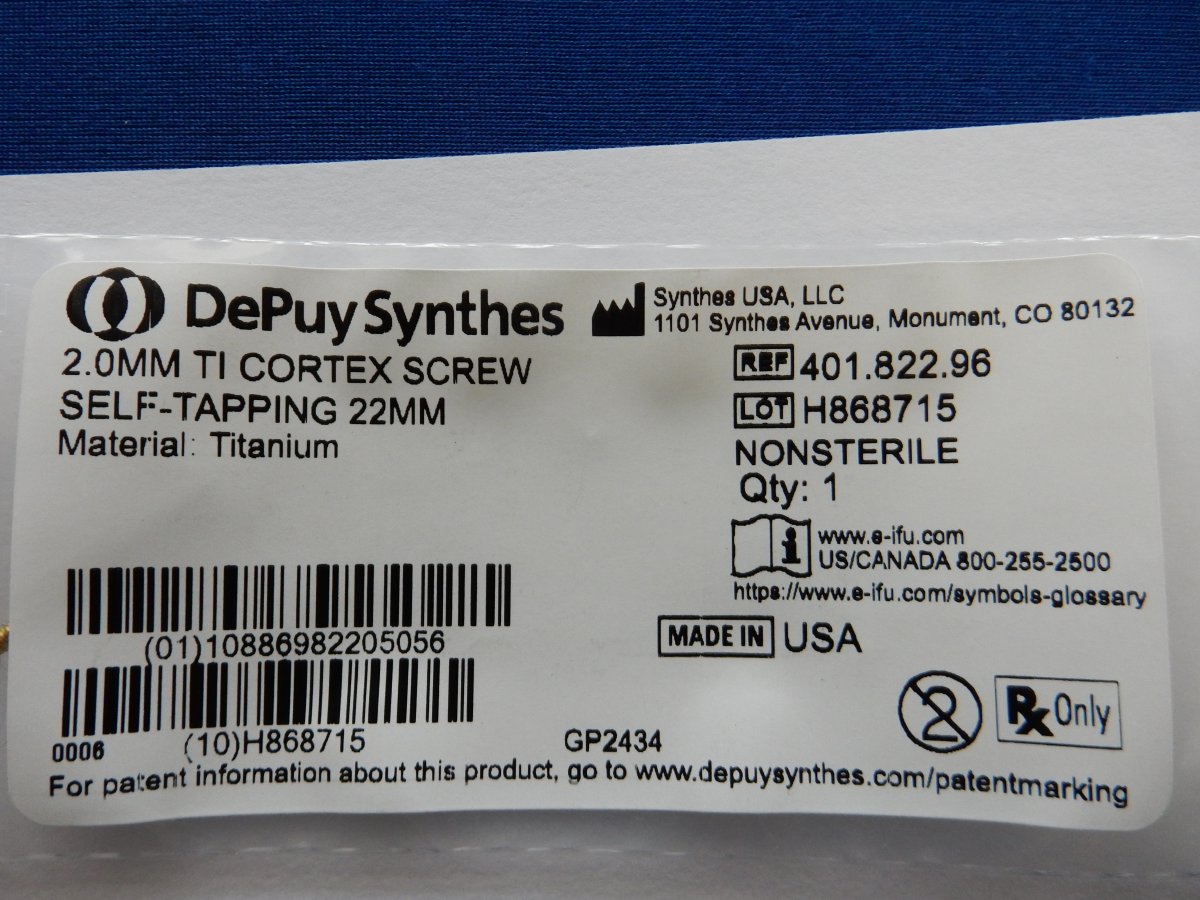 DePuy Synthes
Synthes USA, LLC
1101 Synthes Avenue, Monument, CO 80132
2.0MM TI CORTEX SCREW
SELF-TAPPING 22MM
Material: Titanium
REF 401.822.96
LOT H868715
NONSTERILE
Qty: 1
i www.e-ifu.com
US/CANADA 800-255-2500
https://www.e-ifu.com/symbols-glossary
MADE IN USA
(01)10886982205056
2
Rx Only
0006 (10)H868715
GP2434
For patent information about this product, go to www.depuysynthes.com/patentmarking